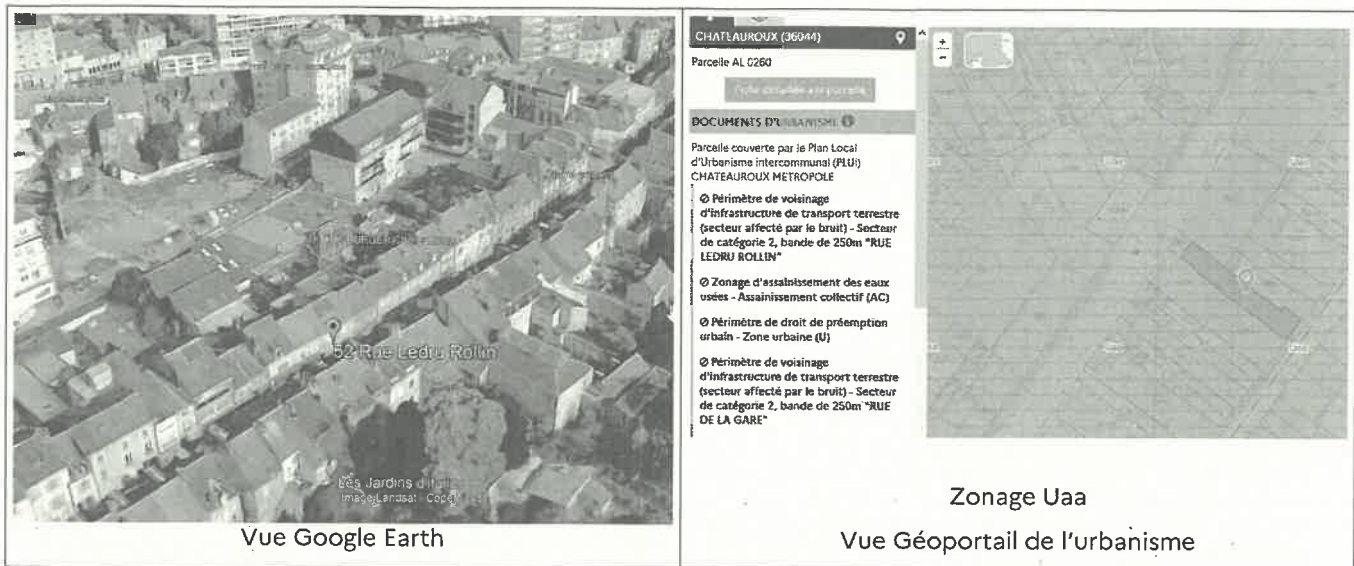 52 Rue Ledru Rollin
Les Jardins d'
Image Landsat
Vue Google Earth
CHATEAUROUX (36044)
Parcelle AL 0260
DOCUMENTS D'URBANISME
Parcelle couverte par le Plan Local
d'Urbanisme intercommunal (PLUi)
CHATEAUROUX METROPOLE
Ø Périmètre de voisinage
d'infrastructure de transport terrestre
(secteur affecté par le bruit) - Secteur
de catégorie 2, bande de 250m "RUE
LEDRU ROLLIN"
Ø Zonage d'assainissement des eaux
usées - Assainissement collectif (AC)
Ø Périmètre de droit de préemption
urbain - Zone urbaine (U)
Ø Périmètre de voisinage
d'infrastructure de transport terrestre
(secteur affecté par le bruit) - Secteur
de catégorie 2, bande de 250m "RUE
DE LA GARE"
Zonage Uaa
Vue Géoportail de l'urbanisme